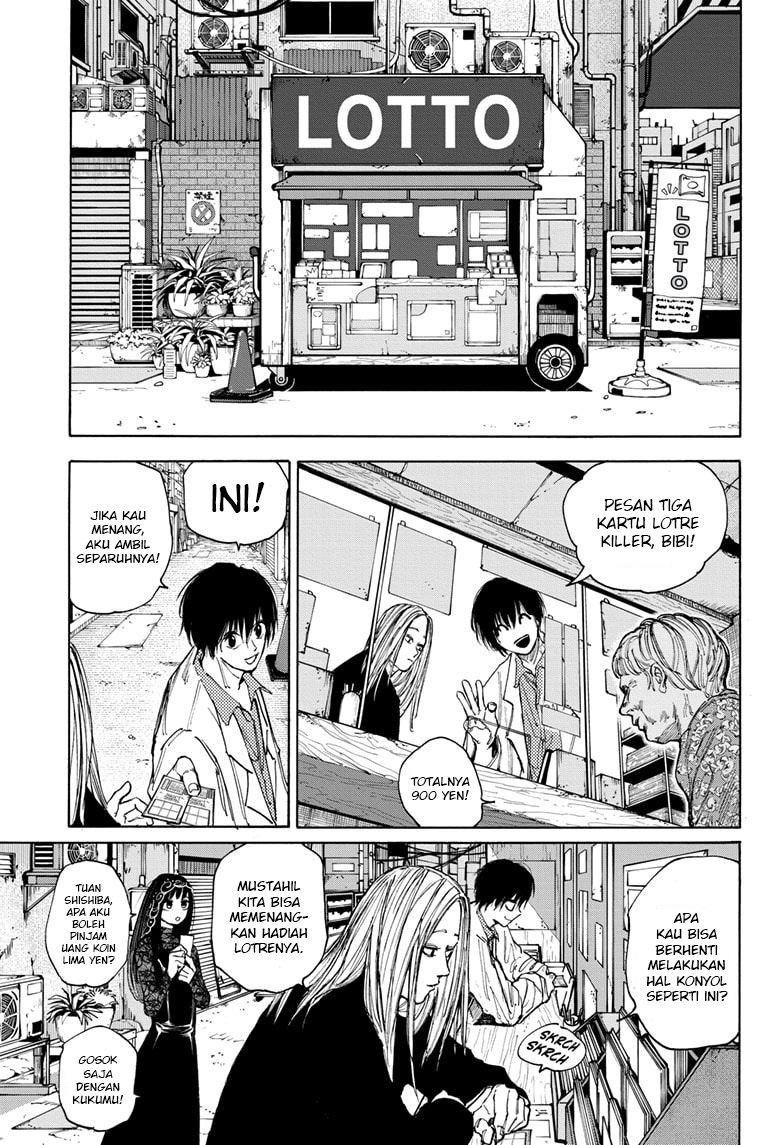 LOTTO
LOTTO
禁煙
PESAN TIGA
KARTU LOTRE
KILLER, BIBI!
TOTALNYA
900 YEN!
INI!
JIKA KAU
MENANG,
AKU AMBIL
SEPARUHNYA!
APA
KAU BISA
BERHENTI
MELAKUKAN
HAL KONYOL
SEPERTI INI?
SKRCH
SKRCH
MUSTAHIL
KITA BISA
MEMENANG-
KAN HADIAH
LOTRENYA.
TUAN
SHISHIBA,
APA AKU
BOLEH
PINJAM
UANG KOIN
LIMA YEN?
GOSOK
SAJA
DENGAN
KUKUMU!